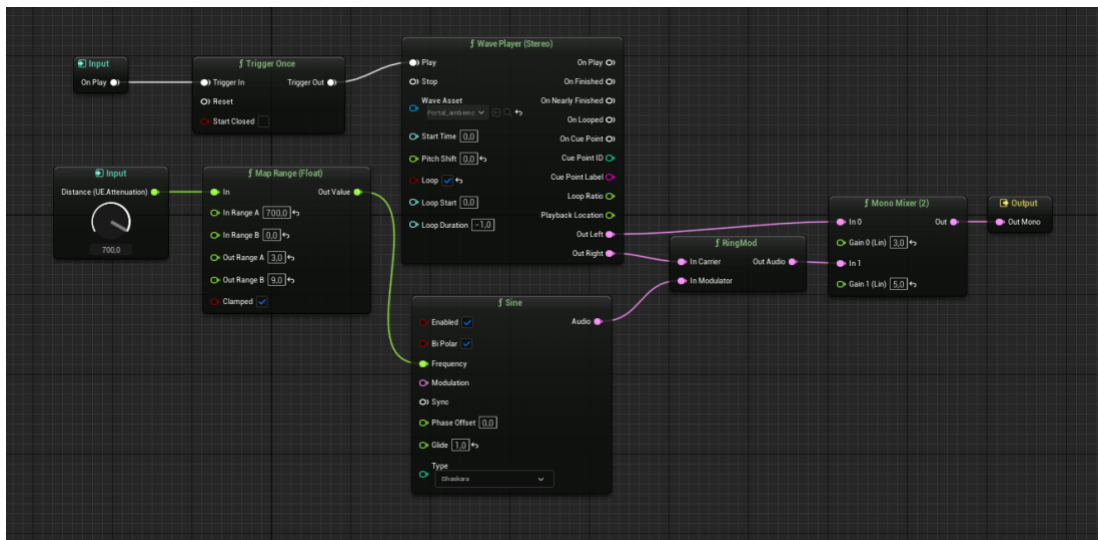 Input
On Play
Trigger Once
Trigger In
Trigger Out
Reset
Start Closed
Wave Player (Stereo)
Play
On Play
Stop
On Finished
Wave Asset
On Nearly Finished
Portal_ambienc
On Looped
Start Time 0,0
On Cue Point
Pitch Shift 0,0
Cue Point ID
Loop
Cue Point Label
Loop Start 0,0
Loop Ratio
Loop Duration -1,0
Playback Location
Out Left
Out Right
Input
Distance (UE.Attenuation)
700,0
Map Range (Float)
In
Out Value
In Range A 700,0
In Range B 0,0
Out Range A 3,0
Out Range B 9,0
Clamped
Sine
Enabled
Audio
Bi Polar
Frequency
Modulation
Sync
Phase Offset 0,0
Glide 1,0
Type
Bhaskara
RingMod
In Carrier
Out Audio
In Modulator
Mono Mixer (2)
In 0
Out
Gain 0 (Lin) 3,0
In 1
Gain 1 (Lin) 5,0
Output
Out Mono